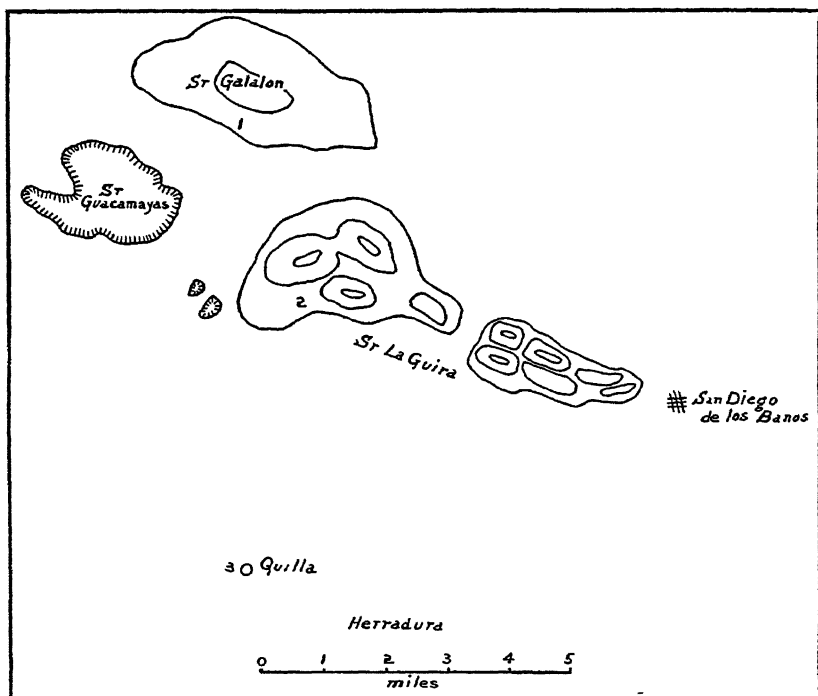 Sr Galalon
1
Sr
Guacamayas
2
Sr La Guira
San Diego
de los Banos
3 Quilla
Herradura
0 1 2 3 4 5
miles